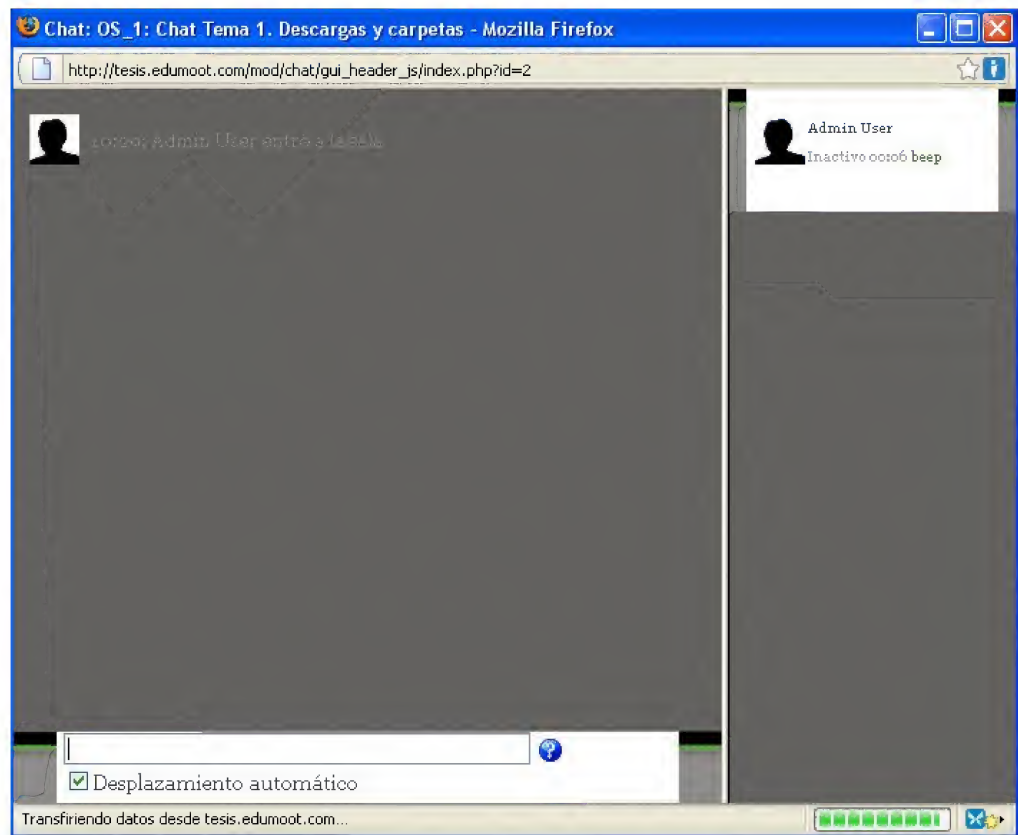 Chat: OS_1: Chat Tema 1. Descargas y carpetas - Mozilla Firefox
http://tesis.edumoot.com/mod/chat/gui_header_js/index.php?id=2
10:20: Admin User entró a la sala
Admin User
Inactivo 00:06 beep
Desplazamiento automático
Transfiriendo datos desde tesis.edumoot.com...